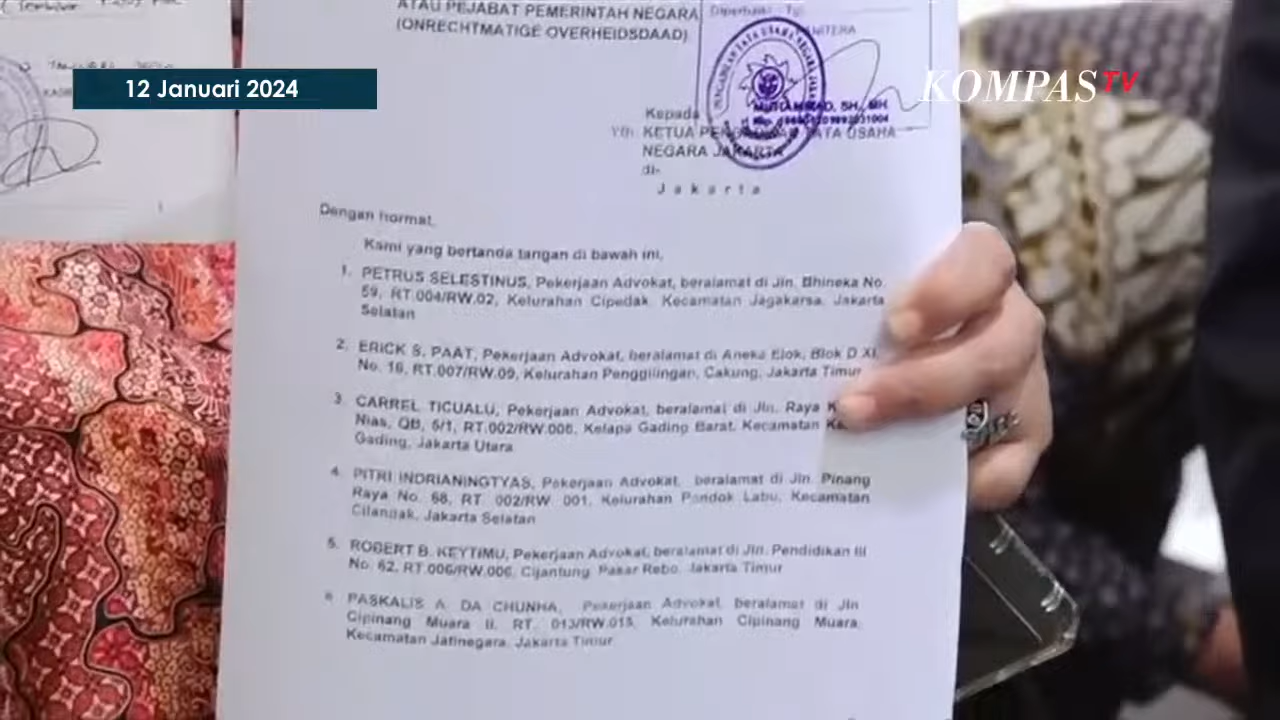 12 Januari 2024
KOMPAS TV
ATAU PEJABAT PEMERINTAH NEGARA
(ONRECHTMATIGE OVERHEIDSDAAD)
PANITERA
SH., MH
Kepada
Yth. KETUA PENGADILAN TATA USAHA
NEGARA JAKARTA
di-
Jakarta
Dengan hormat,
Kami yang bertanda tangan di bawah ini,
1. PETRUS SELESTINUS, Pekerjaan Advokat, beralamat di Jln. Bhineka No.
59, RT.004/RW.02, Kelurahan Cipedak, Kecamatan Jagakarsa, Jakarta
Selatan
2. ERICK S. PAAT, Pekerjaan Advokat, beralamat di Aneka Elok, Blok D XI,
No. 16, RT.007/RW.09, Kelurahan Penggilingan, Cakung, Jakarta Timur
3. CARREL TICUALU, Pekerjaan Advokat, beralamat di Jln. Raya
Nias, QB, 5/1, RT.002/RW.006, Kelapa Gading Barat, Kecamatan
Gading, Jakarta Utara
4. PITRI INDRIANINGTYAS, Pekerjaan Advokat, beralamat di Jln. Pinang
Raya No. 68, RT. 002/RW 001, Kelurahan Pondok Labu, Kecamatan
Cilandak, Jakarta Selatan
5. ROBERT B. KEYTIMU, Pekerjaan Advokat, beralamat di Jln. Pendidikan III
No. 62, RT.006/RW.006, Cijantung, Pasar Rebo, Jakarta Timur
6. PASKALIS A. DA CHUNHA, Pekerjaan Advokat, beralamat di Jln
Cipinang Muara II, RT. 013/RW.015, Kelurahan Cipinang Muara,
Kecamatan Jatinegara, Jakarta Timur